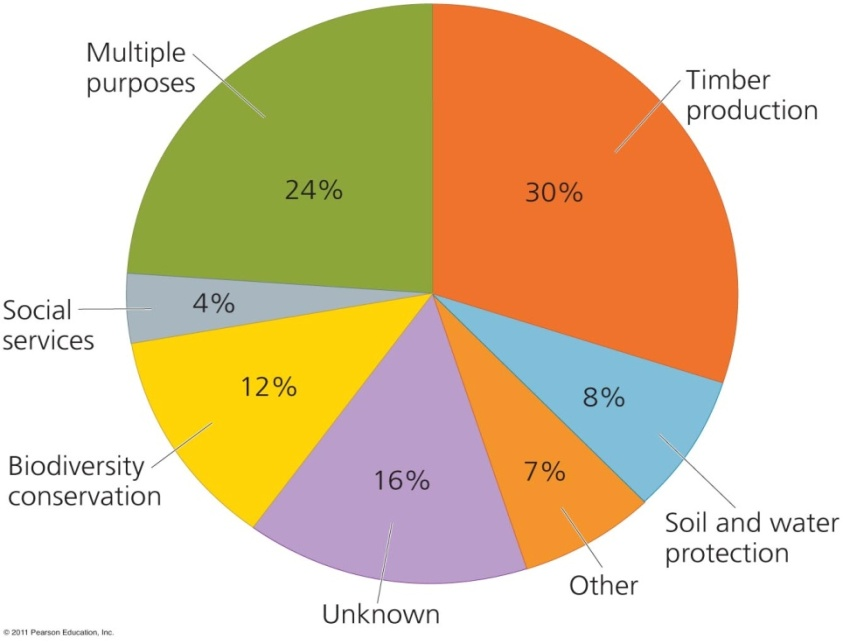 Multiple
purposes
Timber
production
24%
30%
Social
services
4%
12%
8%
Biodiversity
conservation
16%
7%
Soil and water
protection
Other
Unknown
© 2011 Pearson Education, Inc.